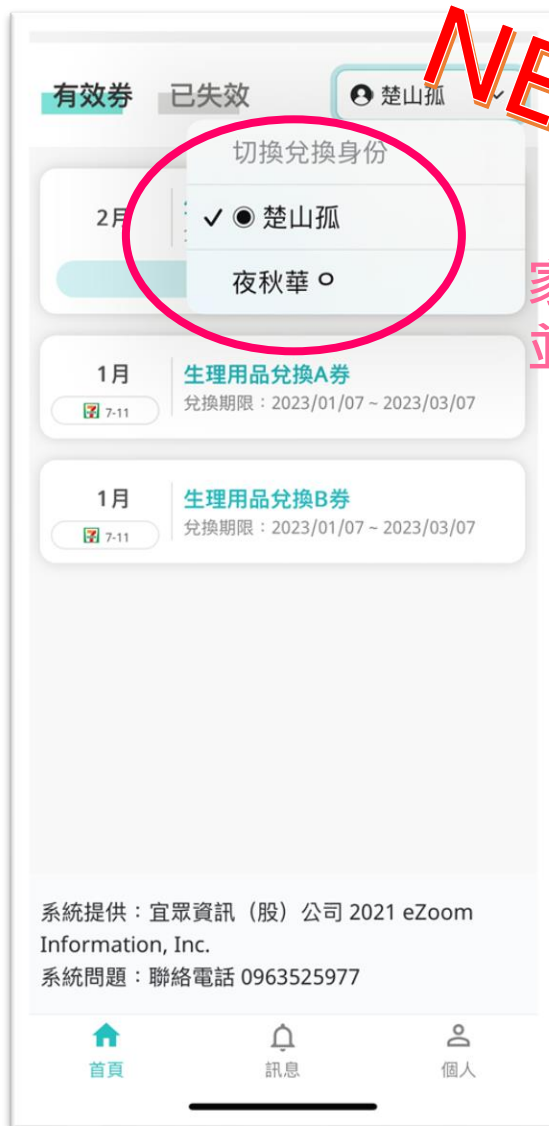 NE
有效券 已失效 楚山孤
切換兌換身份
✓ ◉ 楚山孤
夜秋華
2月
1月 生理用品兌換A券
7-11 兌換期限：2023/01/07 ~ 2023/03/07
1月 生理用品兌換B券
7-11 兌換期限：2023/01/07 ~ 2023/03/07
系統提供：宜眾資訊（股）公司 2021 eZoom
Information, Inc.
系統問題：聯絡電話 0963525977
首頁 訊息 個人